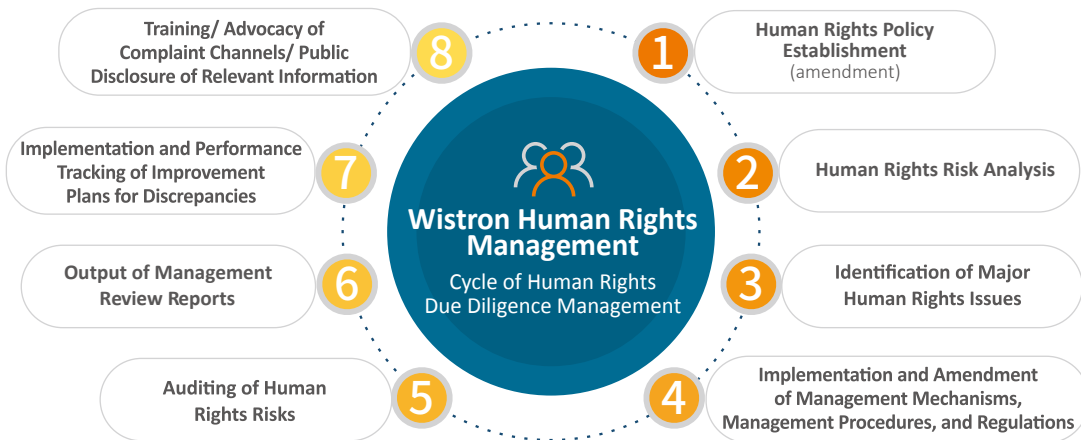 Wistron Human Rights
Management
Cycle of Human Rights
Due Diligence Management
1
Human Rights Policy
Establishment
(amendment)
2
Human Rights Risk Analysis
3
Identification of Major
Human Rights Issues
4
Implementation and Amendment
of Management Mechanisms,
Management Procedures, and Regulations
5
Auditing of Human
Rights Risks
6
Output of Management
Review Reports
7
Implementation and Performance
Tracking of Improvement
Plans for Discrepancies
8
Training/ Advocacy of
Complaint Channels/ Public
Disclosure of Relevant Information